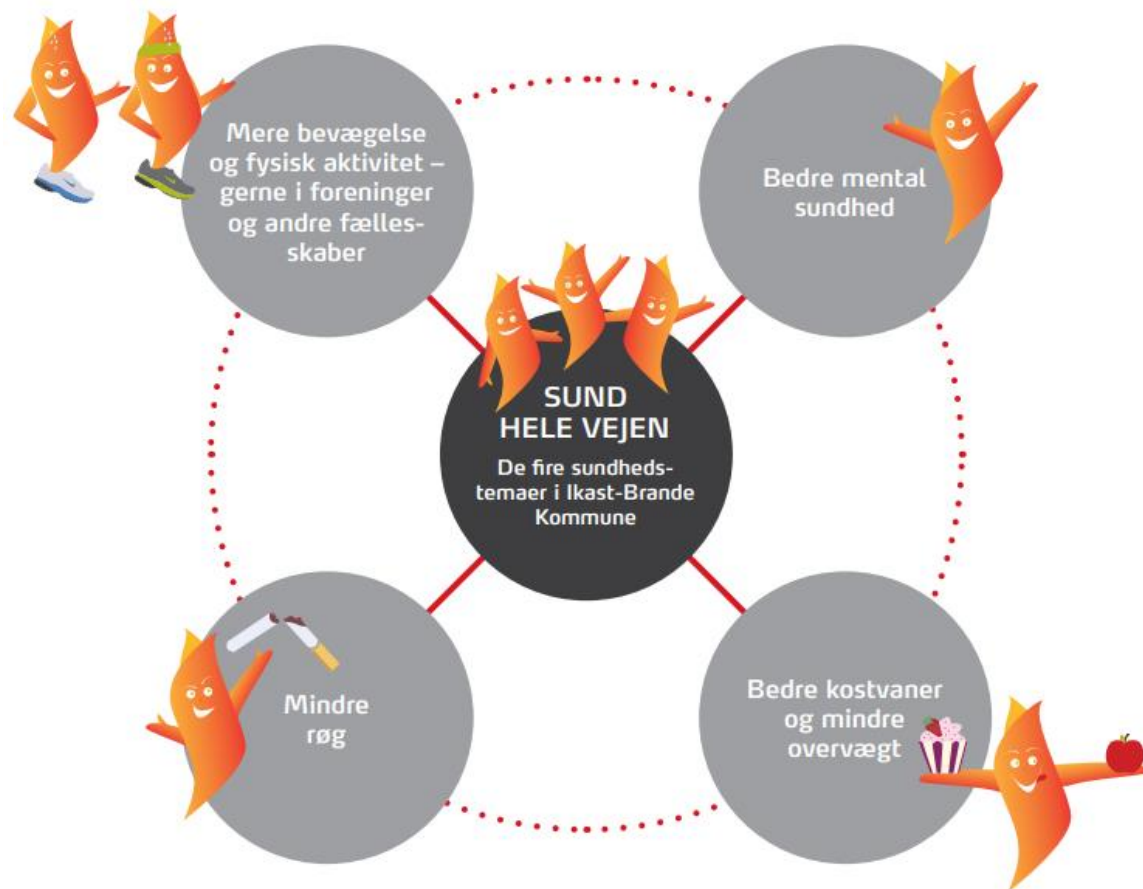 Mere bevægelse
og fysisk aktivitet –
gerne i foreninger
og andre fælles-
skaber
Bedre mental
sundhed
SUND
HELE VEJEN
De fire sundheds-
temaer i Ikast-Brande
Kommune
Mindre
røg
Bedre kostvaner
og mindre
overvægt